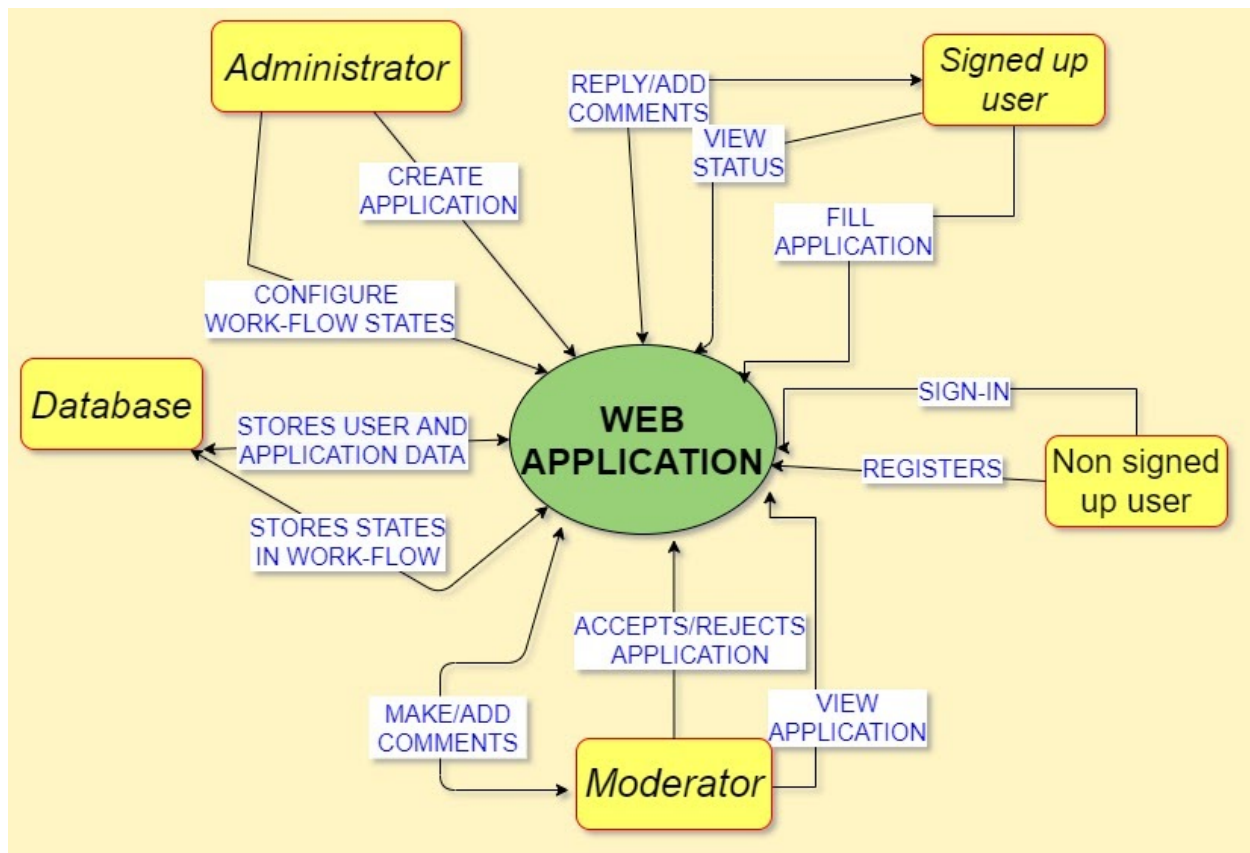 Administrator
Signed up
user
REPLY/ADD
COMMENTS
VIEW
STATUS
CREATE
APPLICATION
FILL
APPLICATION
CONFIGURE
WORK-FLOW STATES
Database
STORES USER AND
APPLICATION DATA
WEB
APPLICATION
SIGN-IN
REGISTERS
Non signed
up user
STORES STATES
IN WORK-FLOW
ACCEPTS/REJECTS
APPLICATION
MAKE/ADD
COMMENTS
VIEW
APPLICATION
Moderator